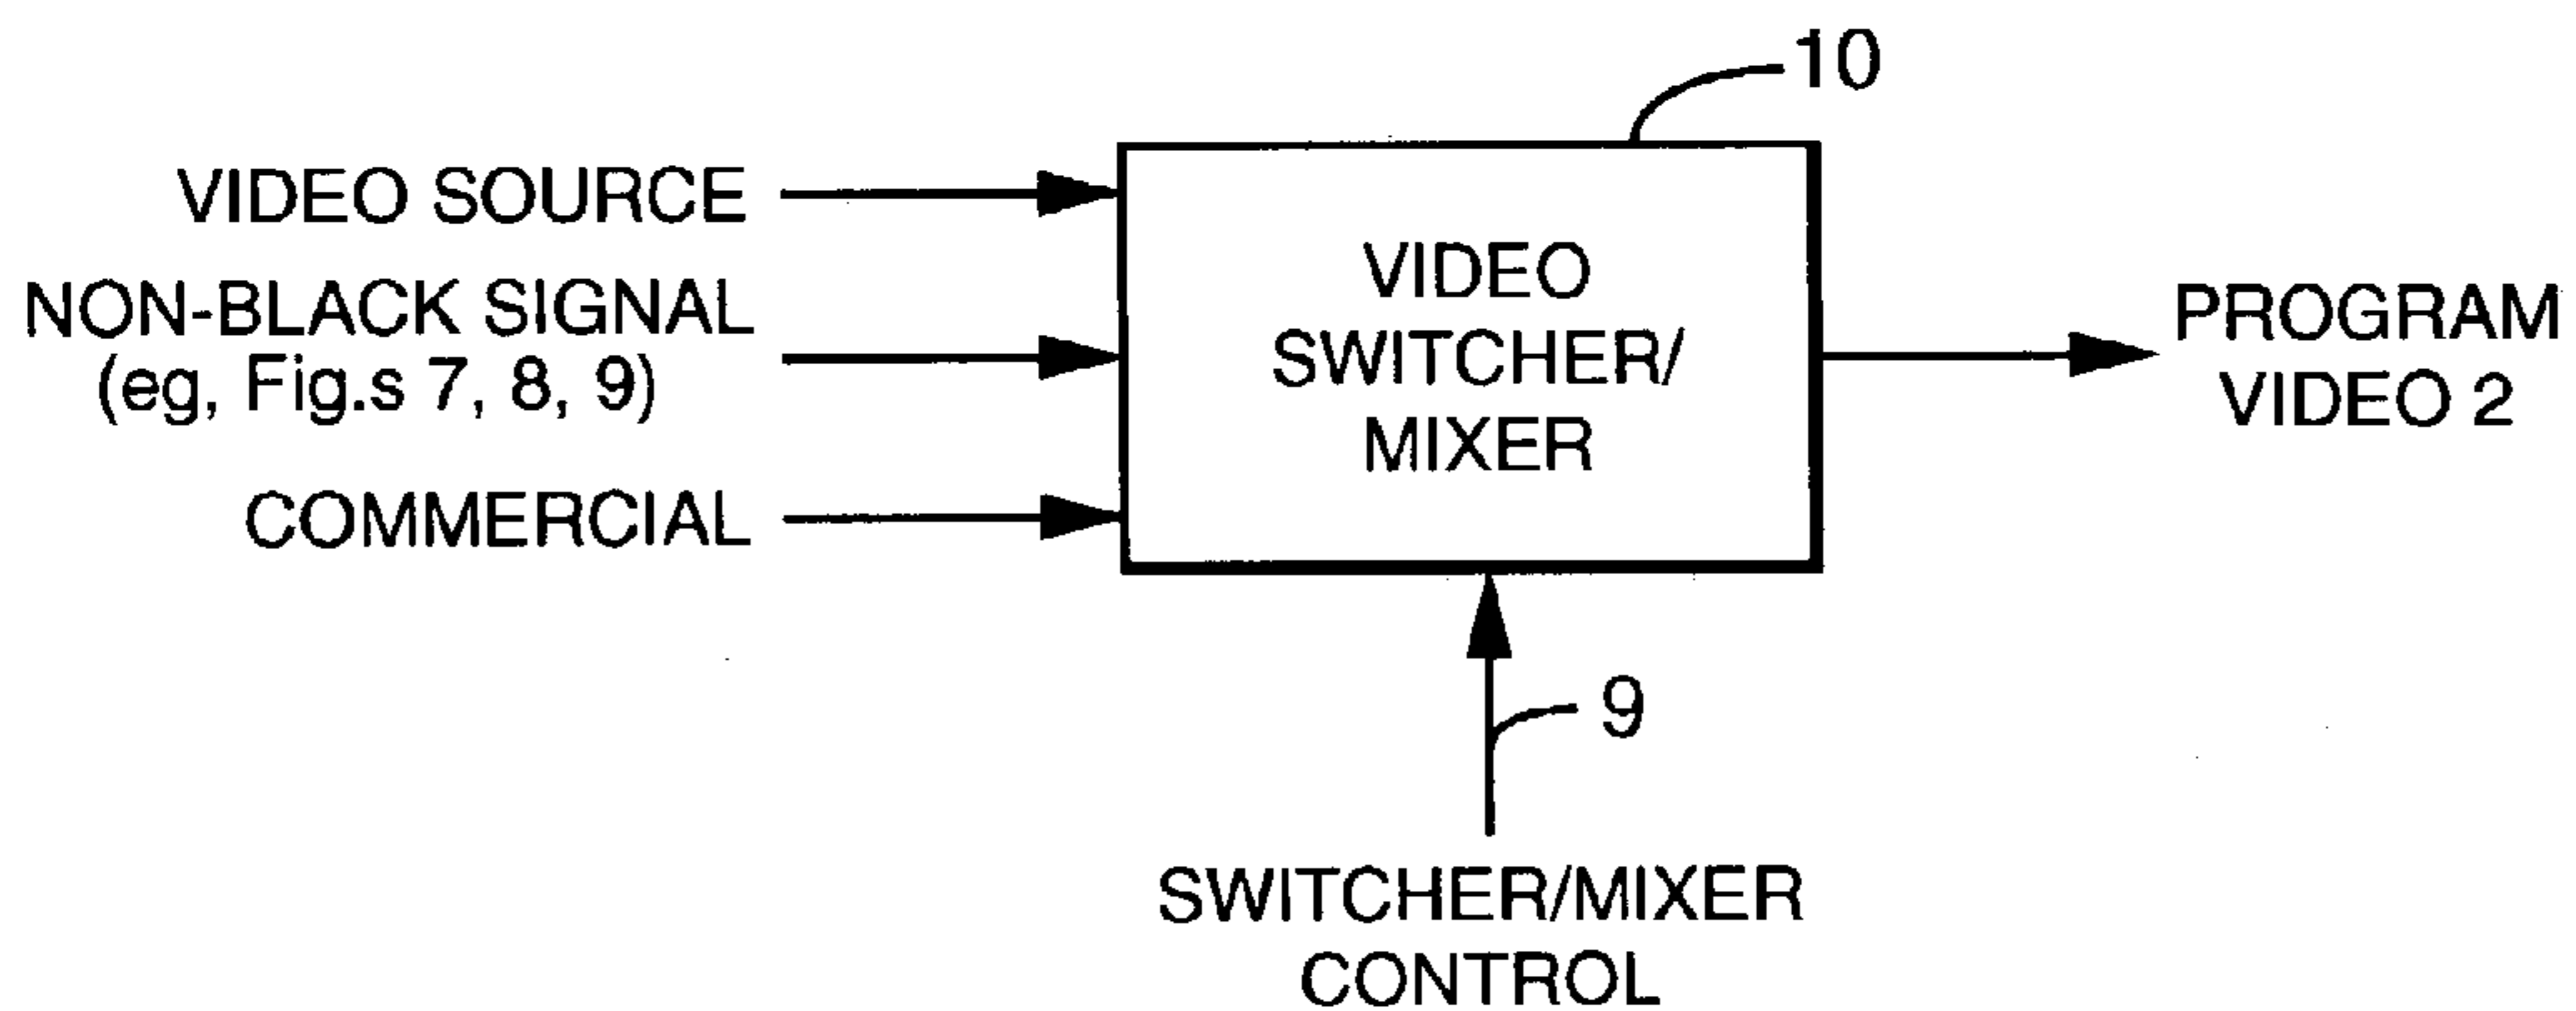 10
VIDEO SOURCE
NON-BLACK SIGNAL
(eg, Fig.s 7, 8, 9)
COMMERCIAL
VIDEO
SWITCHER/
MIXER
PROGRAM
VIDEO 2
9
SWITCHER/MIXER
CONTROL